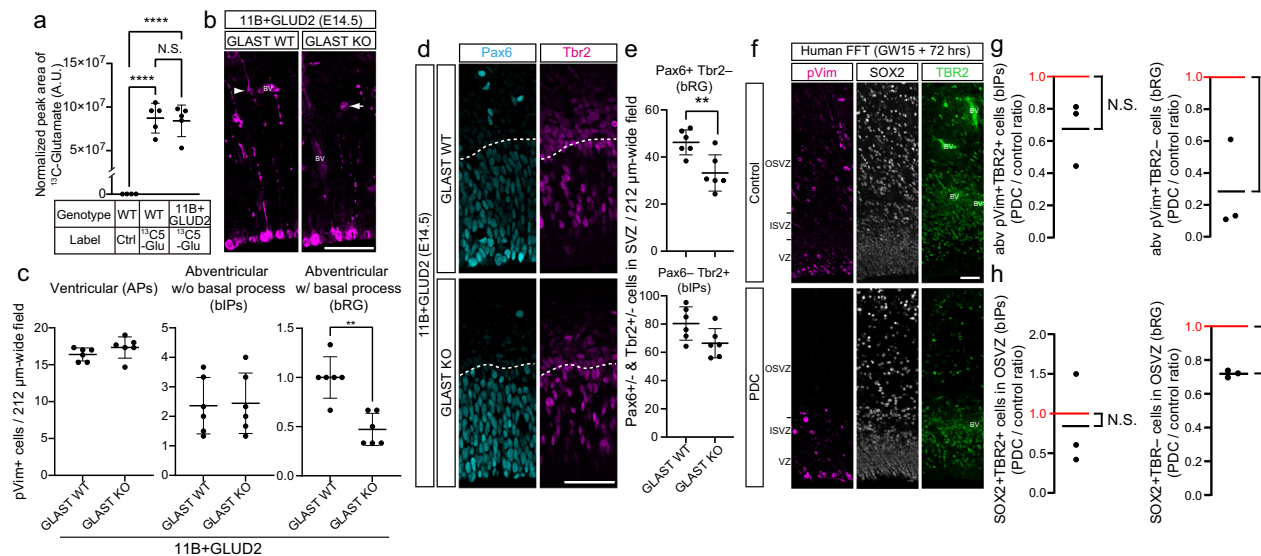 a
****
****
N.S.
Normalized peak area of
¹³C-Glutamate (A.U.)
15×10⁷
10×10⁷
5×10⁷
0
Genotype
WT
WT
11B+
GLUD2
Label
Ctrl
¹³C5
-Glu
¹³C5
-Glu
b
11B+GLUD2 (E14.5)
GLAST WT
GLAST KO
BV
BV
c
Ventricular (APs)
Abventricular
w/o basal process
(bIPs)
Abventricular
w/ basal process
(bRG)
pVim+ cells / 212 µm-wide field
20
15
10
5
0
5
4
3
2
1
0
1.5
1.0
0.5
0.0
**
GLAST WT
GLAST KO
GLAST WT
GLAST KO
GLAST WT
GLAST KO
11B+GLUD2
d
Pax6
Tbr2
11B+GLUD2 (E14.5)
GLAST WT
GLAST KO
e
Pax6+ Tbr2–
(bRG)
**
60
40
20
0
Pax6+/- & Tbr2+/- cells in SVZ / 212 µm-wide field
Pax6– Tbr2+
(bIPs)
100
80
60
40
20
0
GLAST WT
GLAST KO
f
Human FFT (GW15 + 72 hrs)
pVim
SOX2
TBR2
Control
OSVZ
ISVZ
VZ
BV
BV
BV
PDC
OSVZ
ISVZ
VZ
BV
g
abv pVim+TBR2+ cells (bIPs)
(PDC / control ratio)
1.0
0.8
0.6
0.4
0.2
0.0
N.S.
abv pVim+TBR2– cells (bRG)
(PDC / control ratio)
1.0
0.8
0.6
0.4
0.2
0.0
h
SOX2+TBR2+ cells in OSVZ (bIPs)
(PDC / control ratio)
2.0
1.5
1.0
0.5
0.0
N.S.
SOX2+TBR– cells in OSVZ (bRG)
(PDC / control ratio)
1.0
0.8
0.6
0.4
0.2
0.0